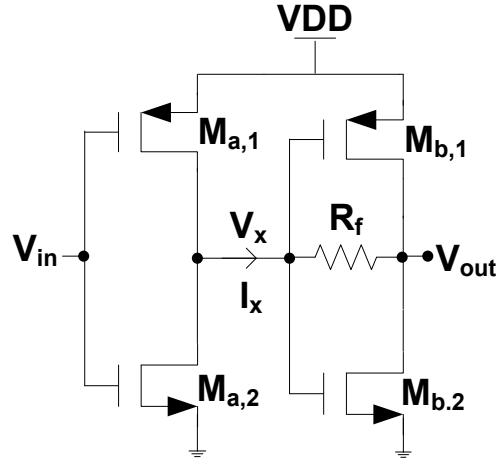 VDD
Ma,1
Mb,1
Rf
Vx
Vin
Vout
Ix
Ma,2
Mb.2